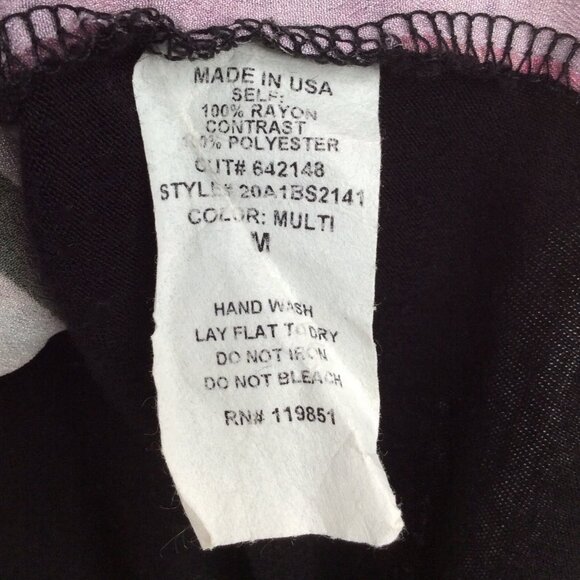 MADE IN USA
SELF:
100% RAYON
CONTRAST
100% POLYESTER
CUT# 642148
STYLE# 20A1BS2141
COLOR: MULTI
M
HAND WASH
LAY FLAT TO DRY
DO NOT IRON
DO NOT BLEACH
RN# 119851